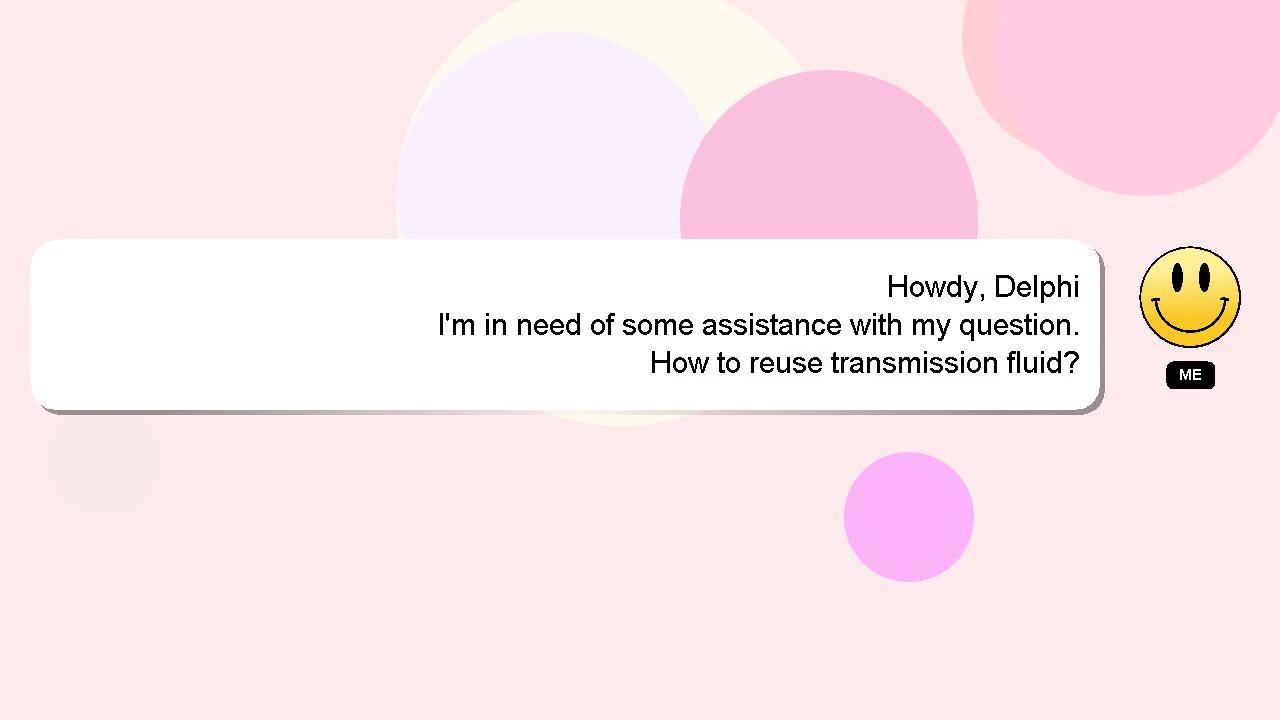 Howdy, Delphi
I'm in need of some assistance with my question.
How to reuse transmission fluid?
ME